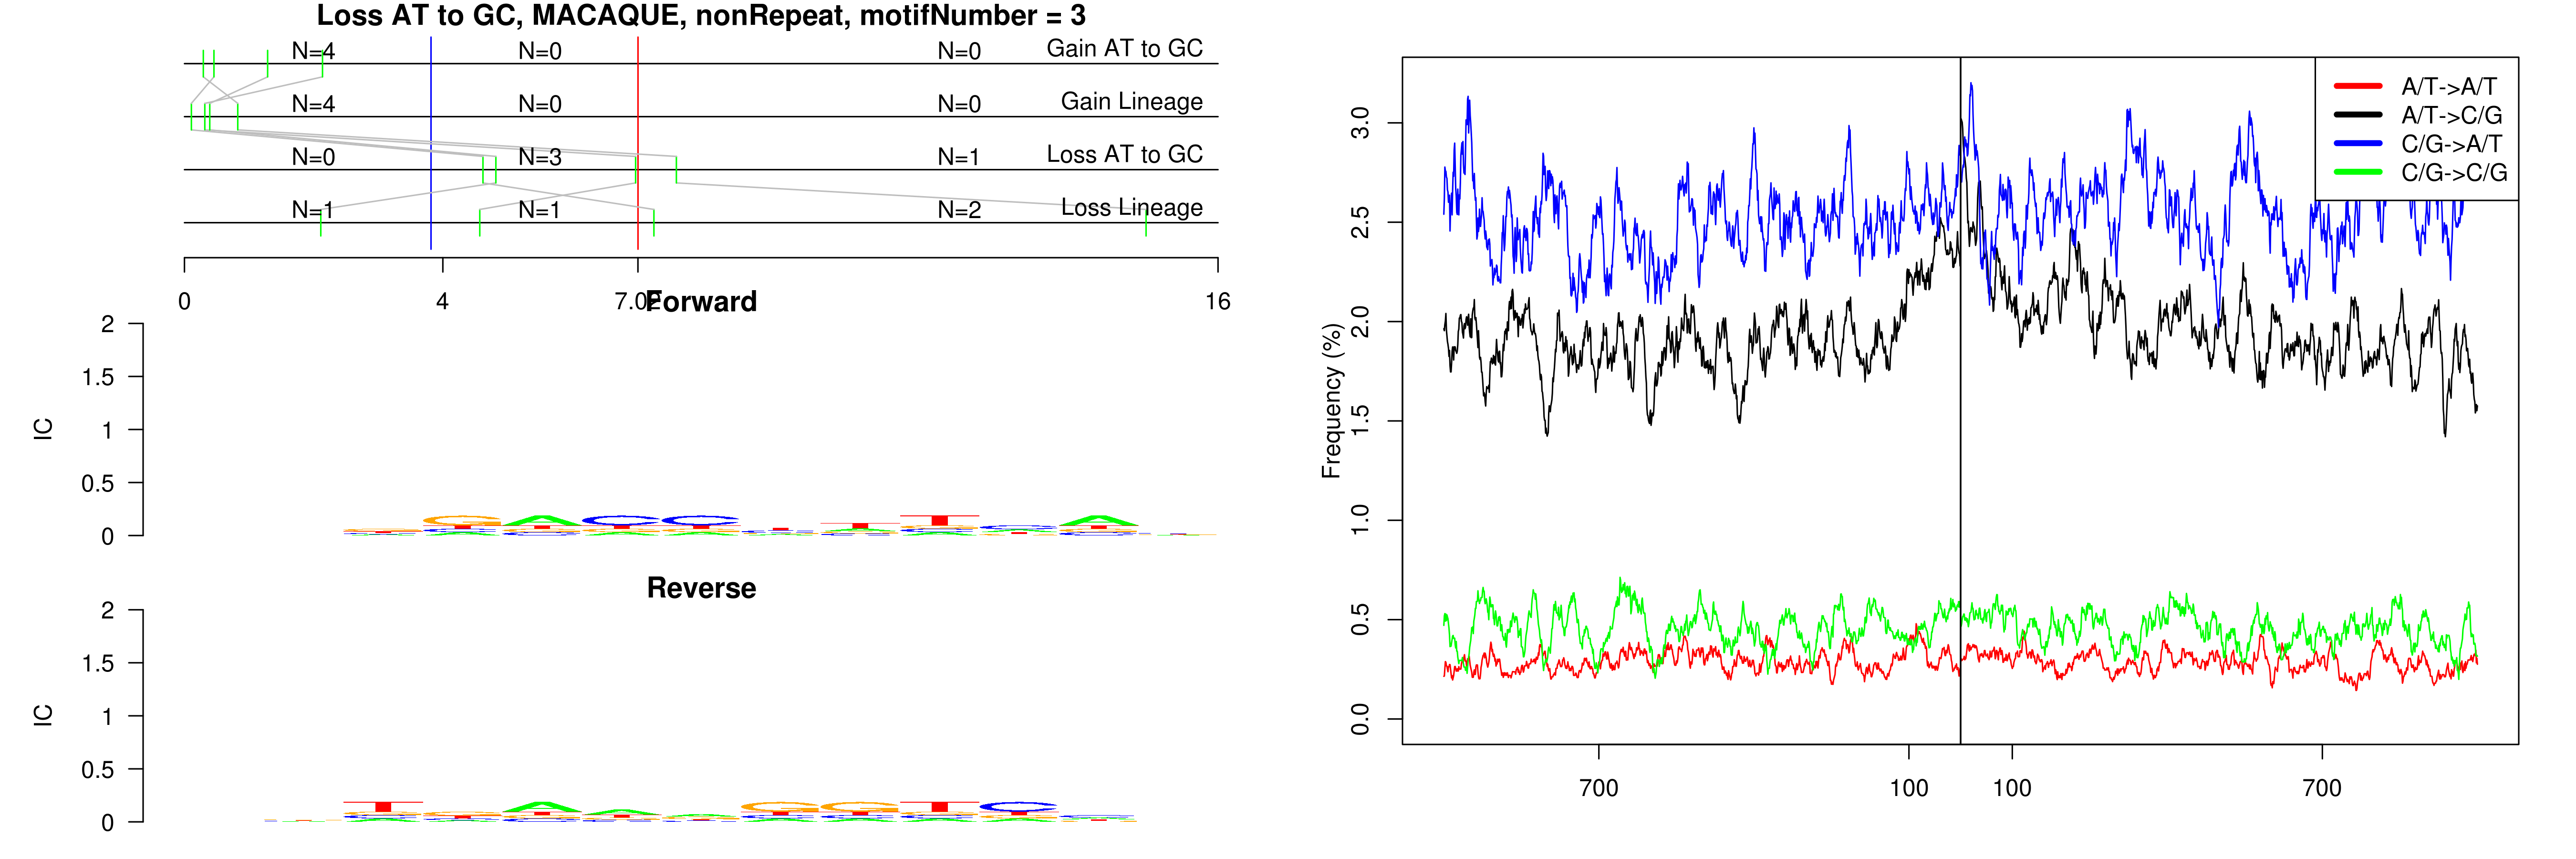 Loss AT to GC, MACAQUE, nonRepeat, motifNumber = 3
N=4 N=0 N=0 Gain AT to GC
N=4 N=0 N=0 Gain Lineage
N=0 N=3 N=1 Loss AT to GC
N=1 N=1 N=2 Loss Lineage
0 4 7.02 16
Forward
2
1.5
1
0.5
0
IC
G A C C T T A
Reverse
2
1.5
1
0.5
0
IC
T A G G T C
A/T->A/T
A/T->C/G
C/G->A/T
C/G->C/G
Frequency (%)
3.0
2.5
2.0
1.5
1.0
0.5
0.0
700 100 100 700